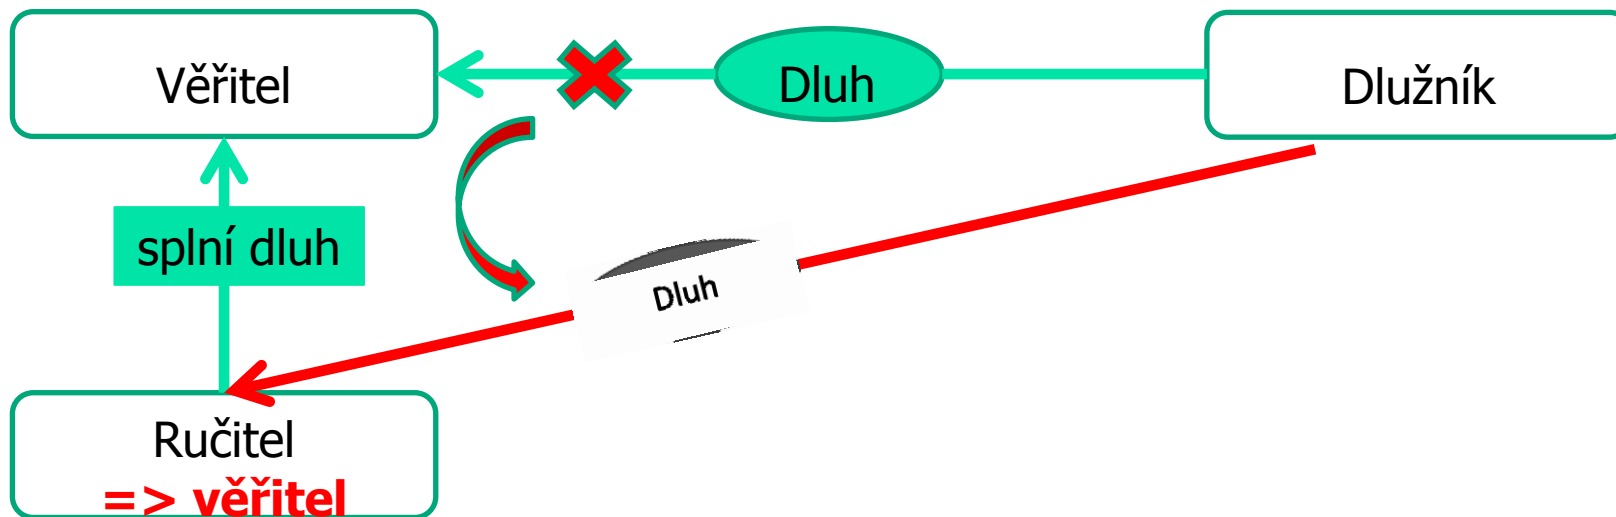 Věřitel
Dluh
Dlužník
splní dluh
Dluh
Ručitel
=> věřitel